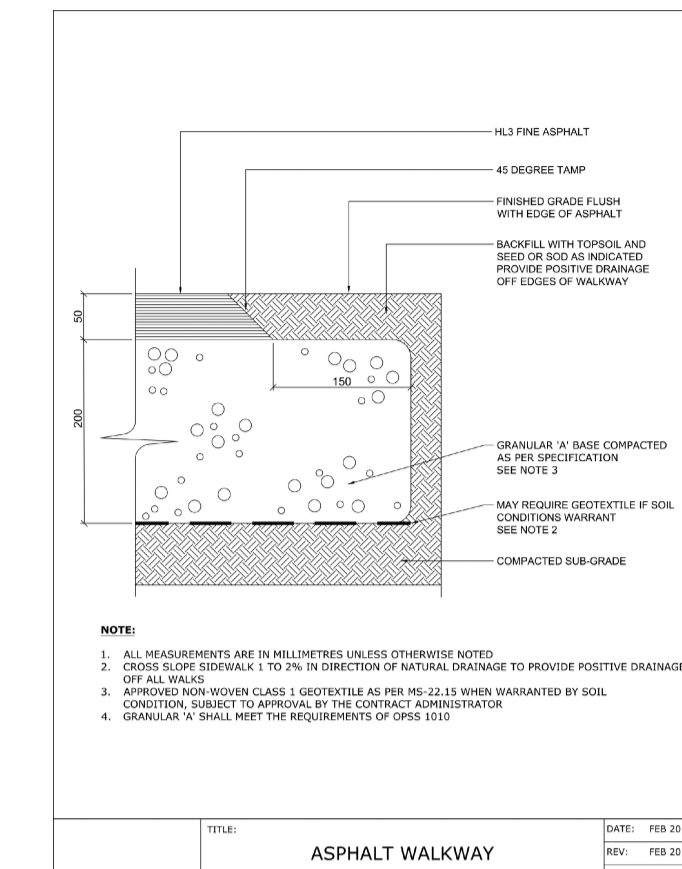 HL3 FINE ASPHALT
45 DEGREE TAMP
FINISHED GRADE FLUSH
WITH EDGE OF ASPHALT
BACKFILL WITH TOPSOIL AND
SEED OR SOD AS INDICATED
PROVIDE POSITIVE DRAINAGE
OFF EDGES OF WALKWAY
50
150
200
GRANULAR 'A' BASE COMPACTED
AS PER SPECIFICATION
SEE NOTE 3
MAY REQUIRE GEOTEXTILE IF SOIL
CONDITIONS WARRANT
SEE NOTE 2
COMPACTED SUB-GRADE
NOTE:
1. ALL MEASUREMENTS ARE IN MILLIMETRES UNLESS OTHERWISE NOTED
2. CROSS SLOPE SIDEWALK 1 TO 2% IN DIRECTION OF NATURAL DRAINAGE TO PROVIDE POSITIVE DRAINAGE
OFF ALL WALKS
3. APPROVED NON-WOVEN CLASS 1 GEOTEXTILE AS PER MS-22.15 WHEN WARRANTED BY SOIL
CONDITION, SUBJECT TO APPROVAL BY THE CONTRACT ADMINISTRATOR
4. GRANULAR 'A' SHALL MEET THE REQUIREMENTS OF OPSS 1010
TITLE:
ASPHALT WALKWAY
DATE: FEB 20
REV: FEB 20